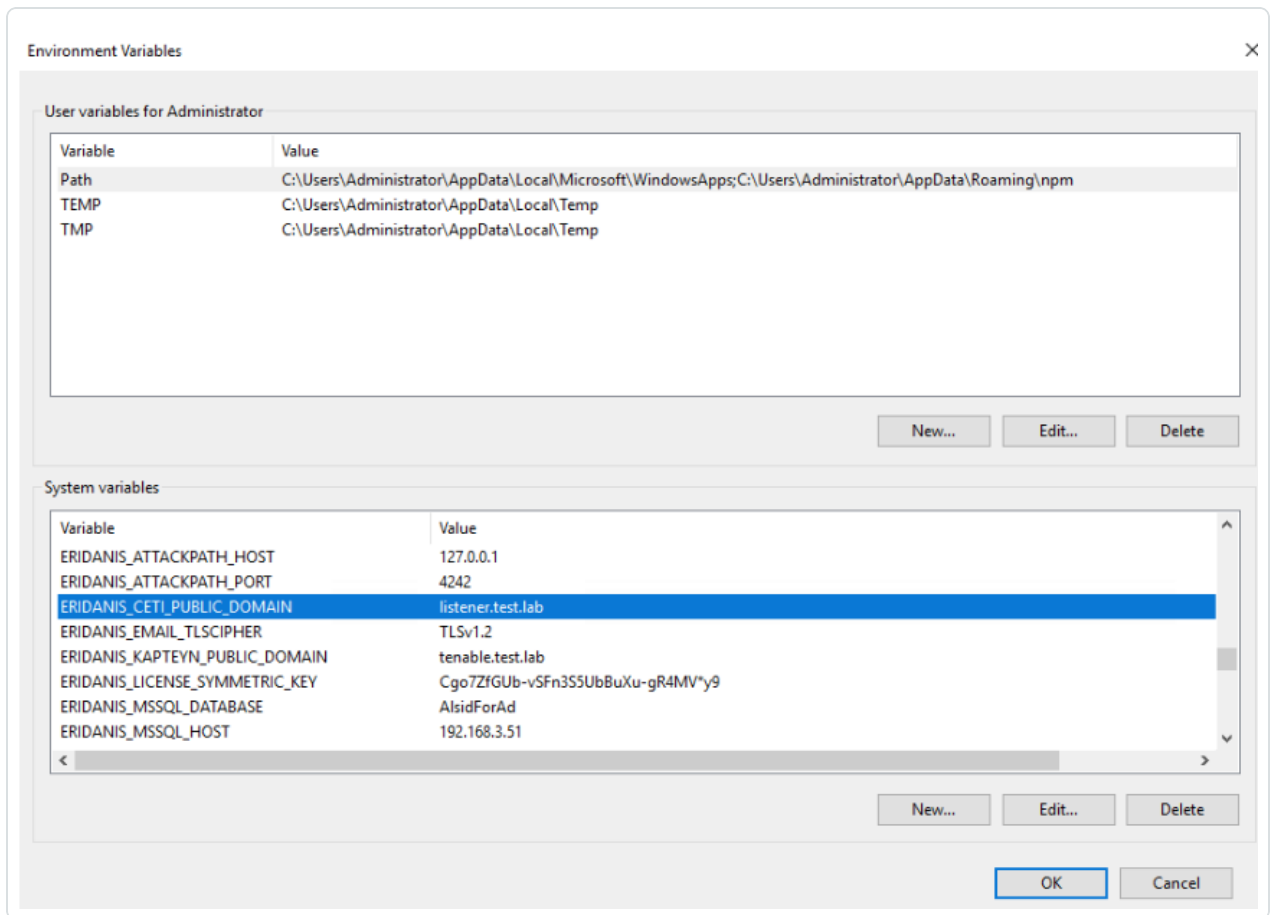 Environment Variables
User variables for Administrator
Variable Value
Path C:\Users\Administrator\AppData\Local\Microsoft\WindowsApps;C:\Users\Administrator\AppData\Roaming\npm
TEMP C:\Users\Administrator\AppData\Local\Temp
TMP C:\Users\Administrator\AppData\Local\Temp
New... Edit... Delete
System variables
Variable Value
ERIDANIS_ATTACKPATH_HOST 127.0.0.1
ERIDANIS_ATTACKPATH_PORT 4242
ERIDANIS_CETI_PUBLIC_DOMAIN listener.test.lab
ERIDANIS_EMAIL_TLSCIPHER TLSv1.2
ERIDANIS_KAPTEYN_PUBLIC_DOMAIN tenable.test.lab
ERIDANIS_LICENSE_SYMMETRIC_KEY Cgo7ZfGUb-vSFn3S5UbBuXu-gR4MV*y9
ERIDANIS_MSSQL_DATABASE AlsidForAd
ERIDANIS_MSSQL_HOST 192.168.3.51
New... Edit... Delete
OK Cancel